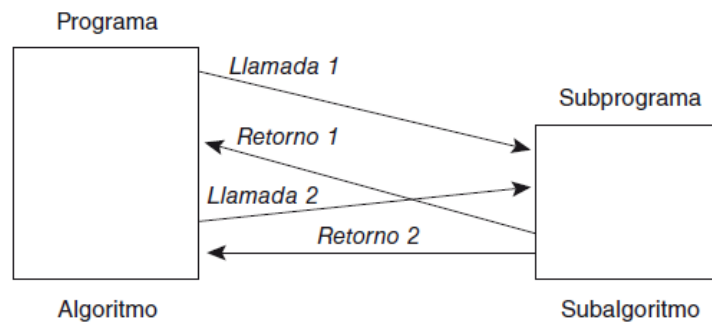 Programa
Llamada 1
Subprograma
Retorno 1
Llamada 2
Retorno 2
Algoritmo
Subalgoritmo